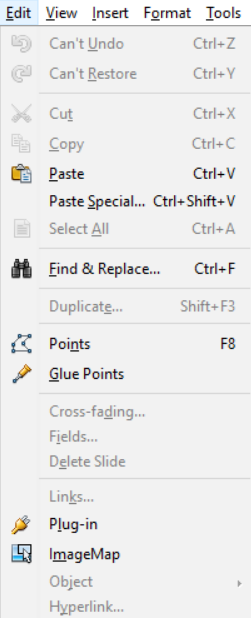 Edit View Insert Format Tools
Can't Undo Ctrl+Z
Can't Restore Ctrl+Y
Cut Ctrl+X
Copy Ctrl+C
Paste Ctrl+V
Paste Special... Ctrl+Shift+V
Select All Ctrl+A
Find & Replace... Ctrl+F
Duplicate... Shift+F3
Points F8
Glue Points
Cross-fading...
Fields...
Delete Slide
Links...
Plug-in
ImageMap
Object
Hyperlink...